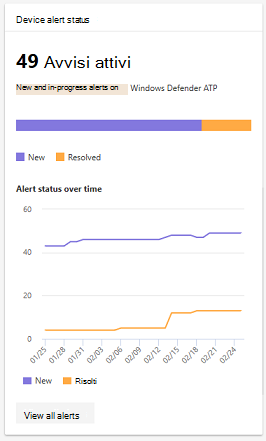 Device alert status
49 Avvisi attivi
New and in-progress alerts on Windows Defender ATP
New Resolved
Alert status over time
60
40
20
0
01/25 01/28 01/31 02/03 02/06 02/09 02/12 02/15 02/18 02/21 02/24
New Risolti
View all alerts